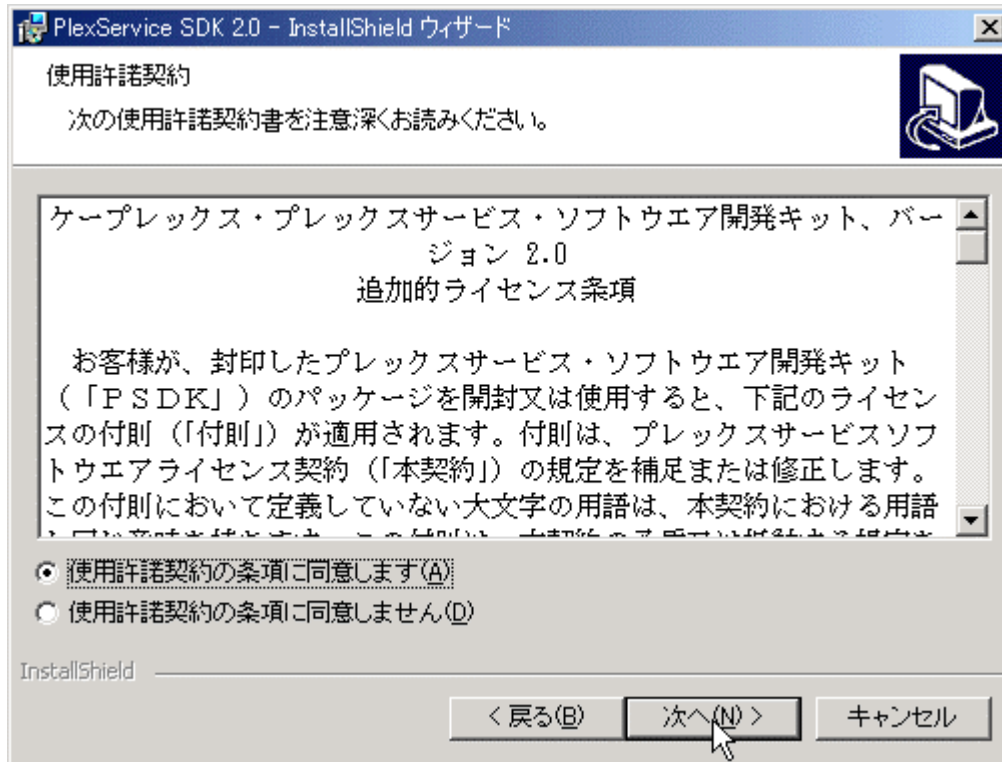 PlexService SDK 2.0 - InstallShield ウィザード
使用許諾契約
次の使用許諾契約書を注意深くお読みください。
ケープレックス・プレックスサービス・ソフトウエア開発キット、バー
ジョン 2.0
追加的ライセンス条項
お客様が、封印したプレックスサービス・ソフトウエア開発キット
（「ＰＳＤＫ」）のパッケージを開封又は使用すると、下記のライセン
スの付則（「付則」）が適用されます。付則は、プレックスサービスソフ
トウエアライセンス契約（「本契約」）の規定を補足または修正します。
この付則において定義していない大文字の用語は、本契約における用語
使用許諾契約の条項に同意します(A)
使用許諾契約の条項に同意しません(D)
InstallShield
< 戻る(B)
次へ(N) >
キャンセル